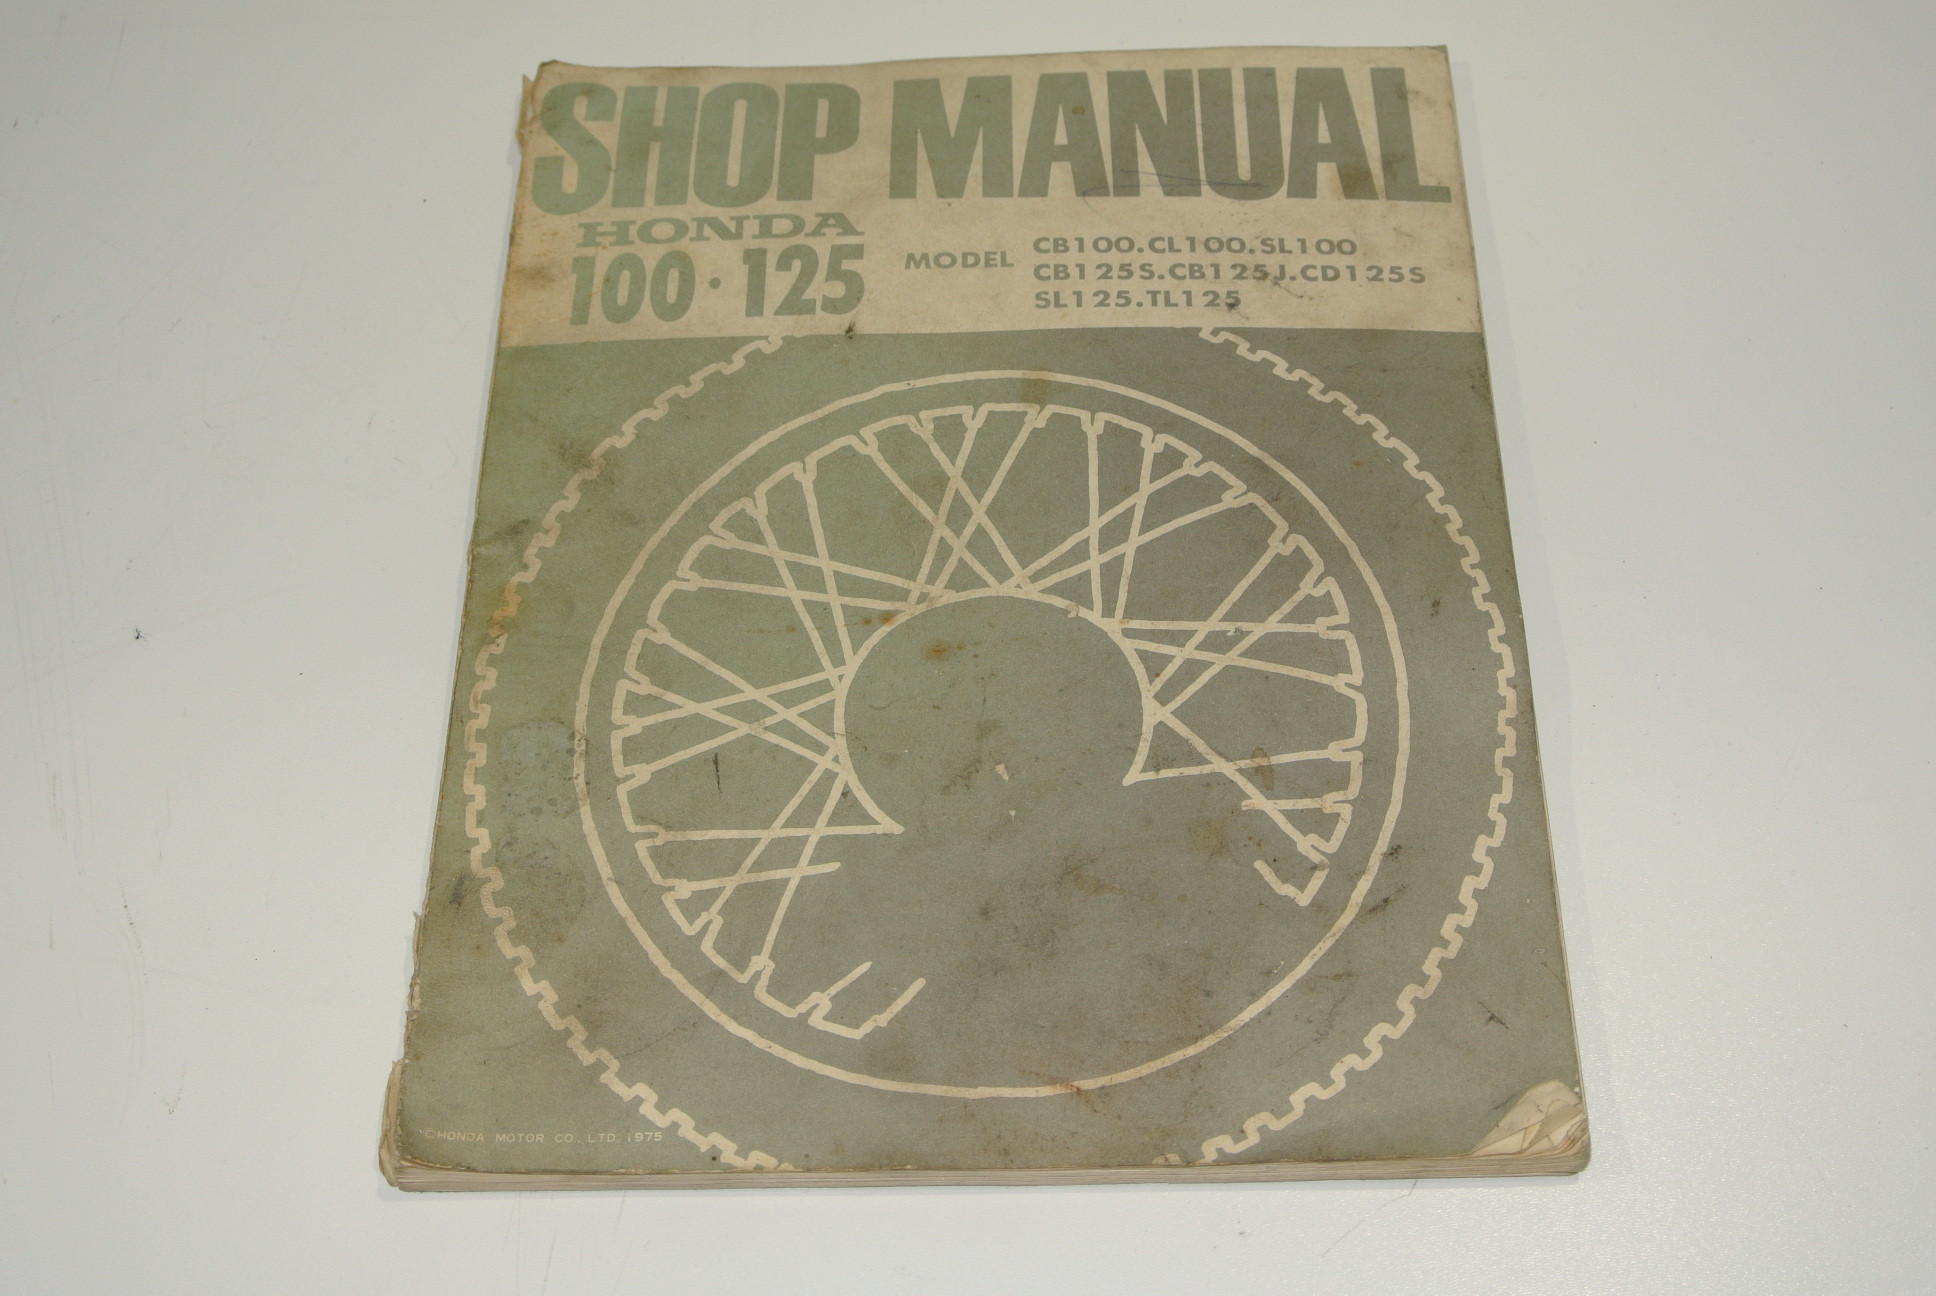 SHOP MANUAL
HONDA
100·125
MODEL
CB100.CL100.SL100
CB125S.CB125J.CD125S
SL125.TL125
©HONDA MOTOR CO., LTD. 1975